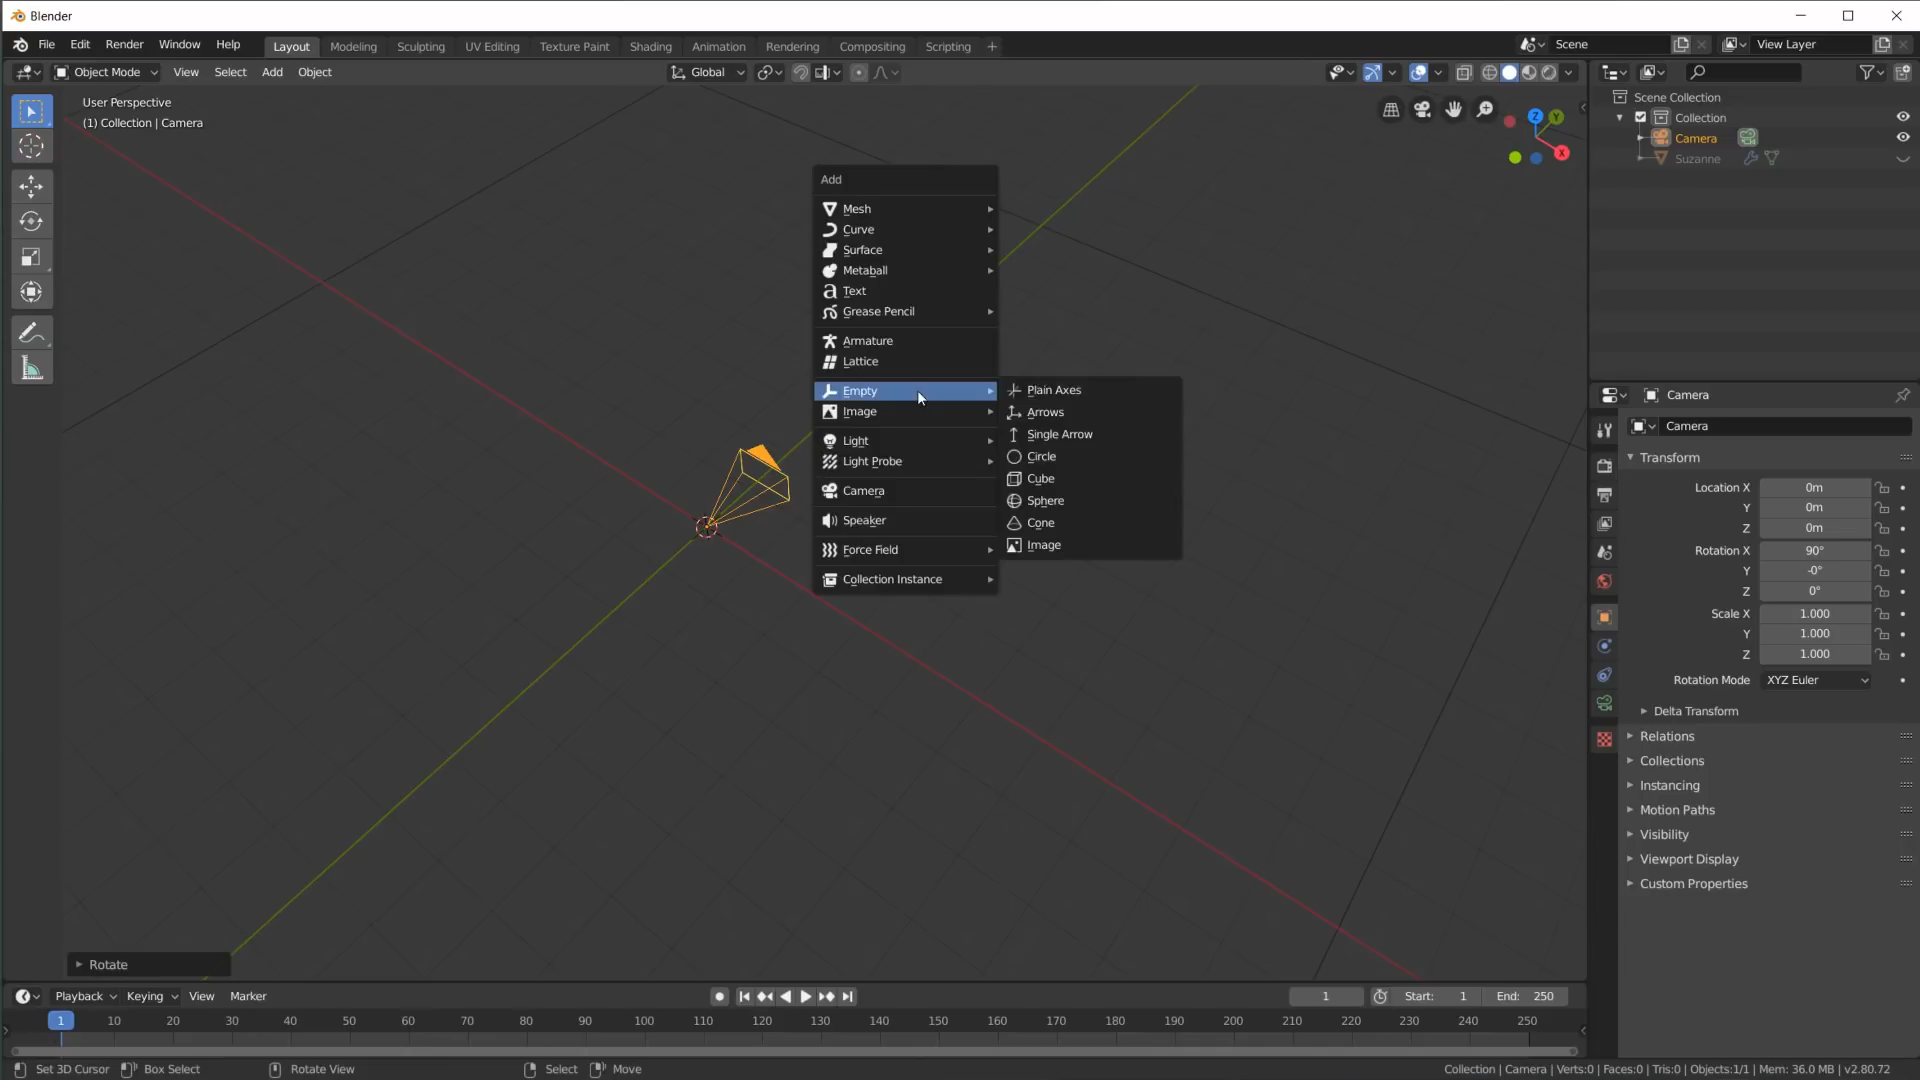 Blender
File Edit Render Window Help Layout Modeling Sculpting UV Editing Texture Paint Shading Animation Rendering Compositing Scripting + Scene View Layer
Object Mode View Select Add Object Global
User Perspective
(1) Collection | Camera
Z Y X
Scene Collection
Collection
Camera
Suzanne
Add
Mesh
Curve
Surface
Metaball
Text
Grease Pencil
Armature
Lattice
Empty
Image
Light
Light Probe
Camera
Speaker
Force Field
Collection Instance
Plain Axes
Arrows
Single Arrow
Circle
Cube
Sphere
Cone
Image
Camera
Camera
Transform
Location X 0m
Y 0m
Z 0m
Rotation X 90°
Y -0°
Z 0°
Scale X 1.000
Y 1.000
Z 1.000
Rotation Mode XYZ Euler
Delta Transform
Relations
Collections
Instancing
Motion Paths
Visibility
Viewport Display
Custom Properties
Rotate
Playback Keying View Marker 1 Start: 1 End: 250
1 10 20 30 40 50 60 70 80 90 100 110 120 130 140 150 160 170 180 190 200 210 220 230 240 250
Set 3D Cursor Box Select Rotate View Select Move Collection | Camera | Verts:0 | Faces:0 | Tris:0 | Objects:1/1 | Mem: 36.0 MB | v2.80.72